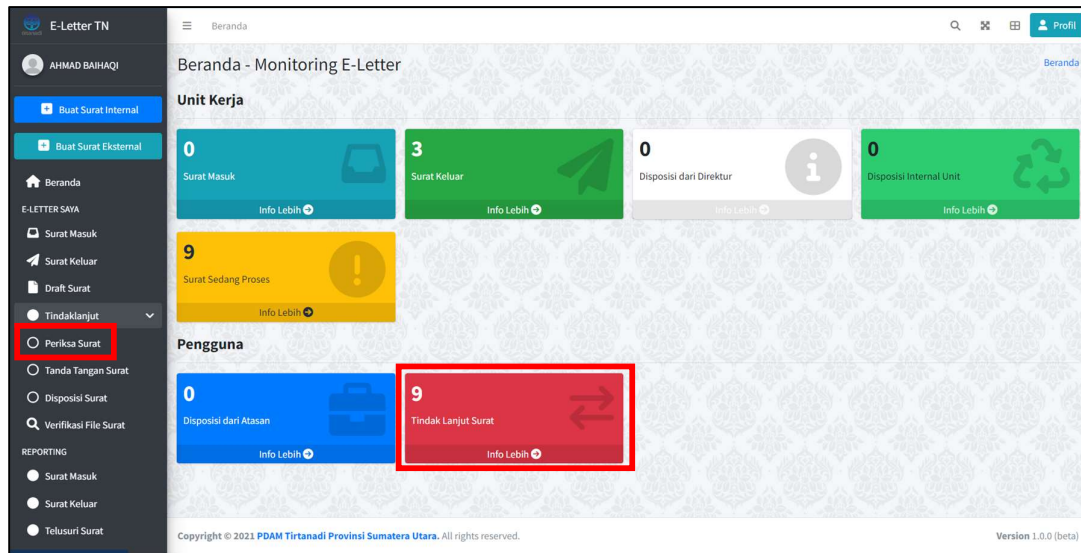 E-Letter TN
AHMAD BAIHAQI
Buat Surat Internal
Buat Surat Eksternal
Beranda
E-LETTER SAYA
Surat Masuk
Surat Keluar
Draft Surat
Tindaklanjut
Periksa Surat
Tanda Tangan Surat
Disposisi Surat
Verifikasi File Surat
REPORTING
Surat Masuk
Surat Keluar
Telusuri Surat
Beranda
Profil
Beranda - Monitoring E-Letter
Beranda
Unit Kerja
0
Surat Masuk
Info Lebih
3
Surat Keluar
Info Lebih
0
Disposisi dari Direktur
Info Lebih
0
Disposisi Internal Unit
Info Lebih
9
Surat Sedang Proses
Info Lebih
Pengguna
0
Disposisi dari Atasan
Info Lebih
9
Tindak Lanjut Surat
Info Lebih
Copyright © 2021 PDAM Tirtanadi Provinsi Sumatera Utara. All rights reserved.
Version 1.0.0 (beta)